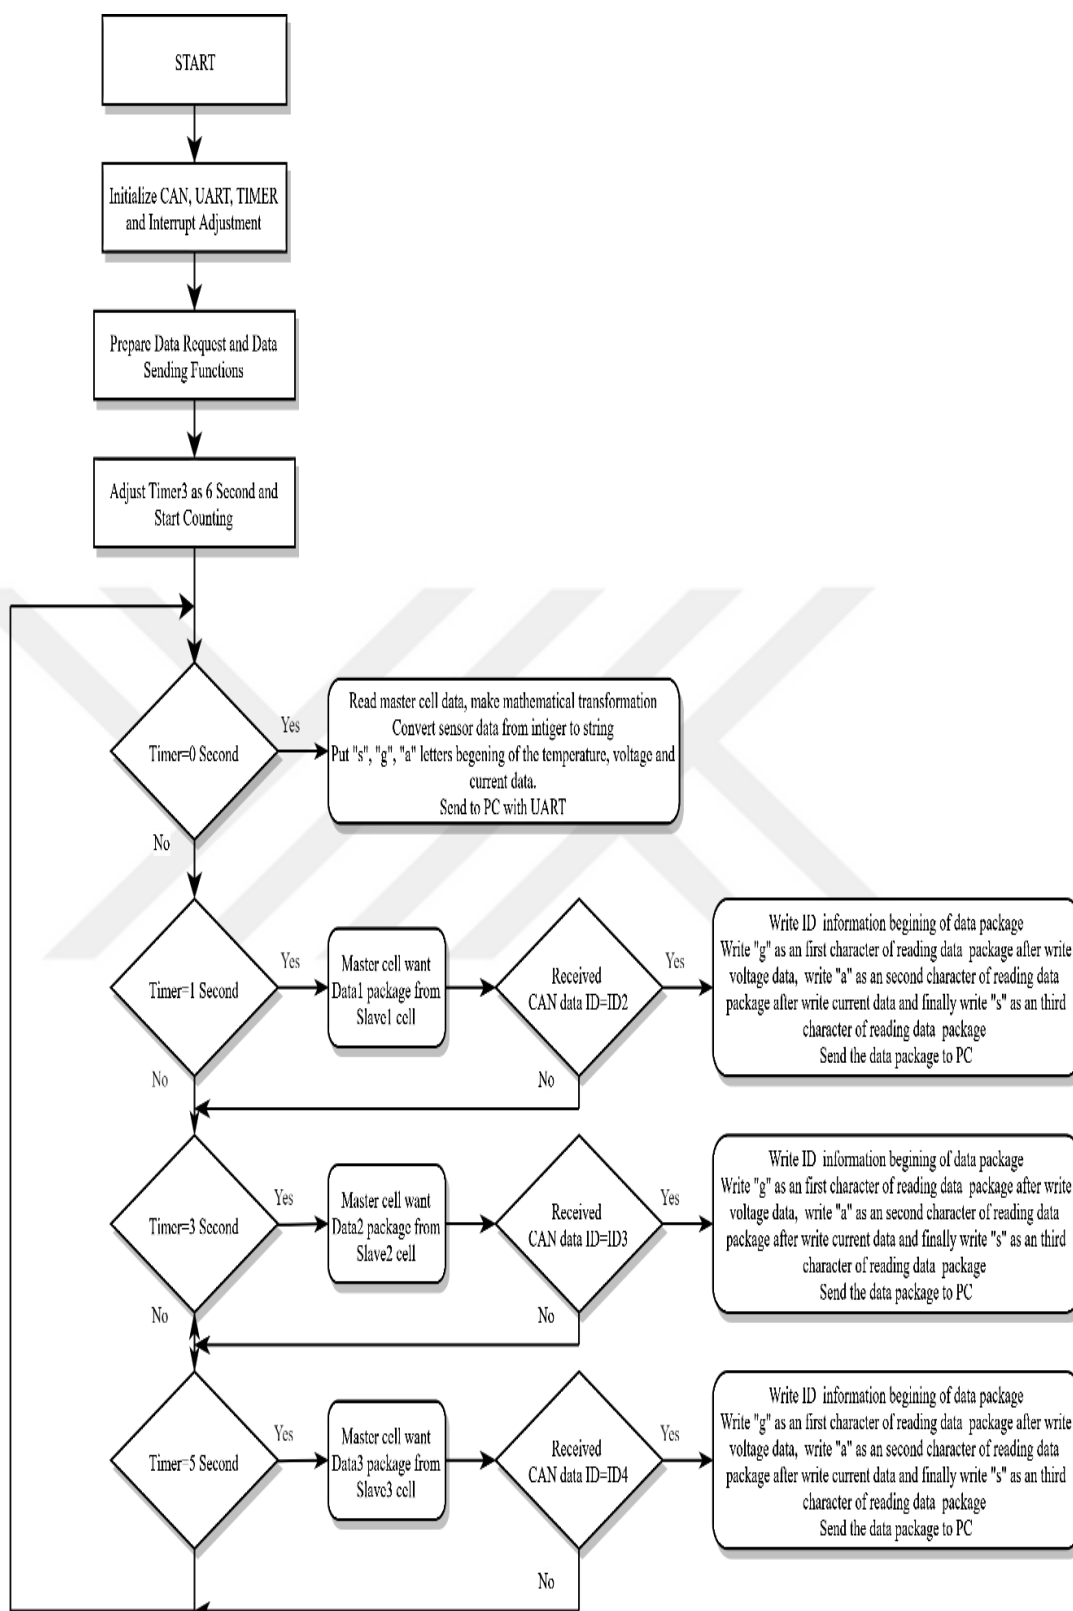 START
Initialize CAN, UART, TIMER
and Interrupt Adjustment
Prepare Data Request and Data
Sending Functions
Adjust Timer3 as 6 Second and
Start Counting
Timer=0 Second
Yes
Read master cell data, make mathematical transformation
Convert sensor data from intiger to string
Put "s", "g", "a" letters begening of the temperature, voltage and
current data.
Send to PC with UART
No
Timer=1 Second
Yes
Master cell want
Data1 package from
Slave1 cell
Received
CAN data ID=ID2
Yes
Write ID information begining of data package
Write "g" as an first character of reading data package after write
voltage data, write "a" as an second character of reading data
package after write current data and finally write "s" as an third
character of reading data package
Send the data package to PC
No
No
Timer=3 Second
Yes
Master cell want
Data2 package from
Slave2 cell
Received
CAN data ID=ID3
Yes
Write ID information begining of data package
Write "g" as an first character of reading data package after write
voltage data, write "a" as an second character of reading data
package after write current data and finally write "s" as an third
character of reading data package
Send the data package to PC
No
No
Timer=5 Second
Yes
Master cell want
Data3 package from
Slave3 cell
Received
CAN data ID=ID4
Yes
Write ID information begining of data package
Write "g" as an first character of reading data package after write
voltage data, write "a" as an second character of reading data
package after write current data and finally write "s" as an third
character of reading data package
Send the data package to PC
No